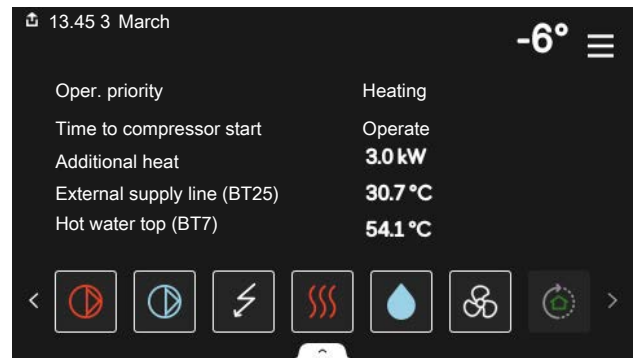 13.45 3 March
-6°
Oper. priority Heating
Time to compressor start Operate
Additional heat 3.0 kW
External supply line (BT25) 30.7 °C
Hot water top (BT7) 54.1 °C